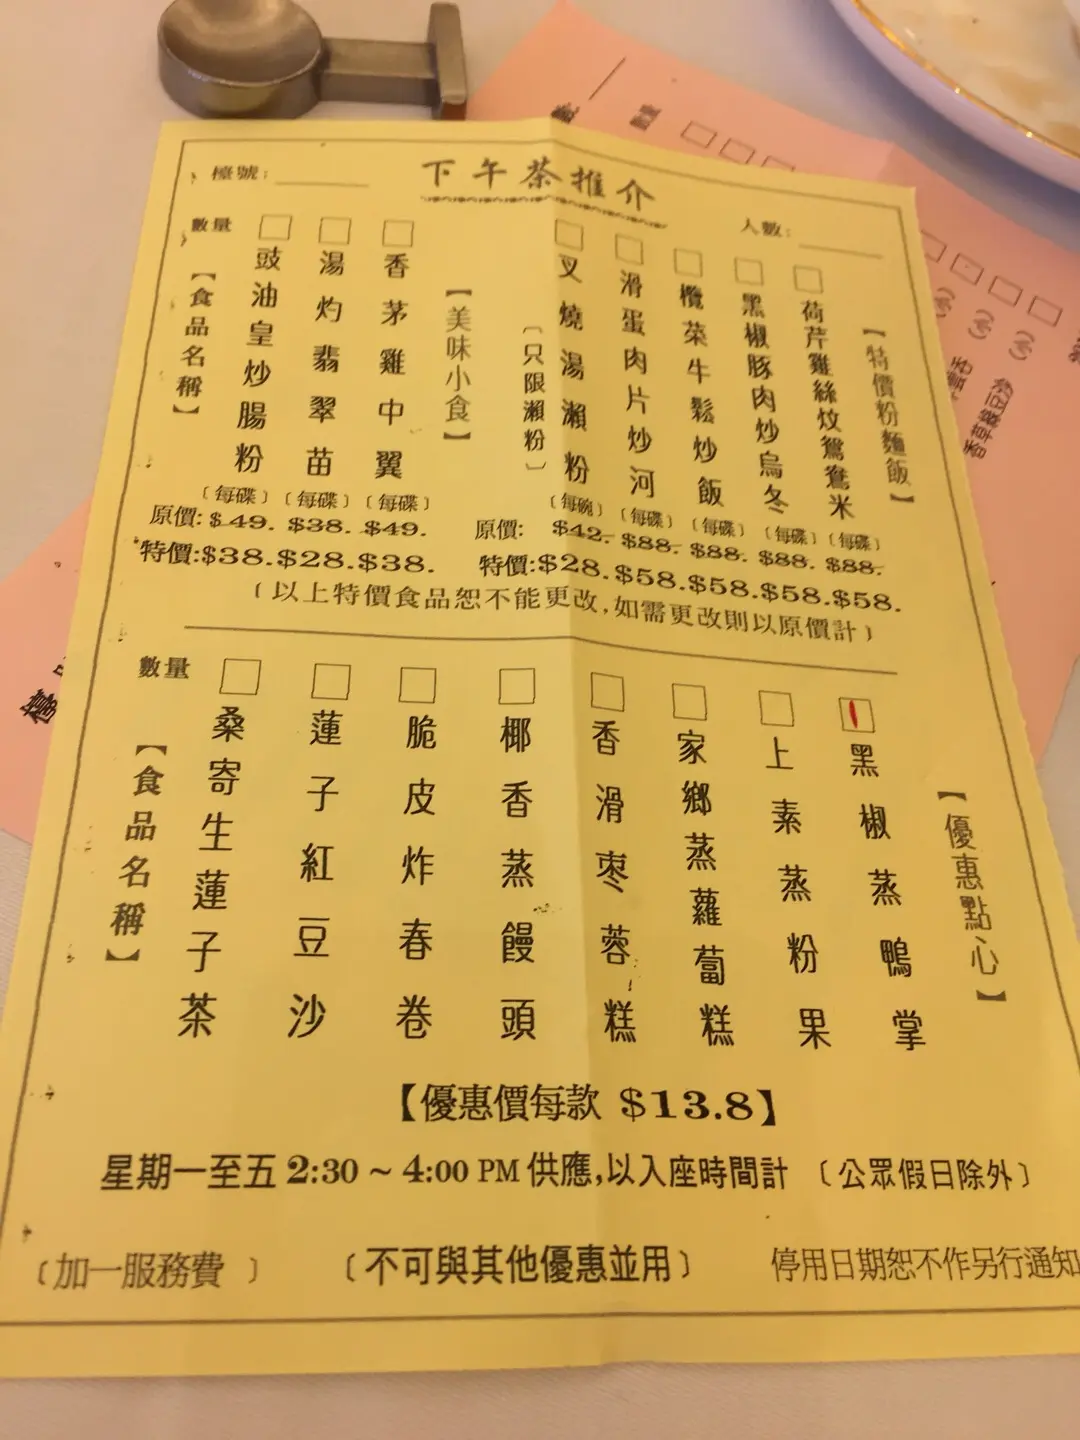 下午茶推介
檯號:
人數:
【特價粉麵飯】
荷芹雞絲炆鴛鴦米
〔每碟〕
黑椒豚肉炒烏冬
〔每碟〕
欖菜牛鬆炒飯
〔每碟〕
滑蛋肉片炒河
〔每碟〕
叉燒湯瀨粉
〔每碗〕
〔只限瀨粉〕
原價: $42. $88. $88. $88. $88.
特價:$28.$58.$58.$58.$58.
【美味小食】
香茅雞中翼
〔每碟〕
湯灼翡翠苗
〔每碟〕
豉油皇炒腸粉
〔每碟〕
數量
【食品名稱】
原價: $49. $38. $49.
特價:$38.$28.$38.
〔以上特價食品恕不能更改,如需更改則以原價計〕
【優惠點心】
黑椒蒸鴨掌
上素蒸粉果
家鄉蒸蘿蔔糕
香滑棗蓉糕
椰香蒸饅頭
脆皮炸春卷
蓮子紅豆沙
桑寄生蓮子茶
數量
【食品名稱】
【優惠價每款 $13.8】
星期一至五 2:30 ~ 4:00 PM 供應,以入座時間計 〔公眾假日除外〕
〔加一服務費〕 〔不可與其他優惠並用〕 停用日期恕不作另行通知
香草綠豆沙